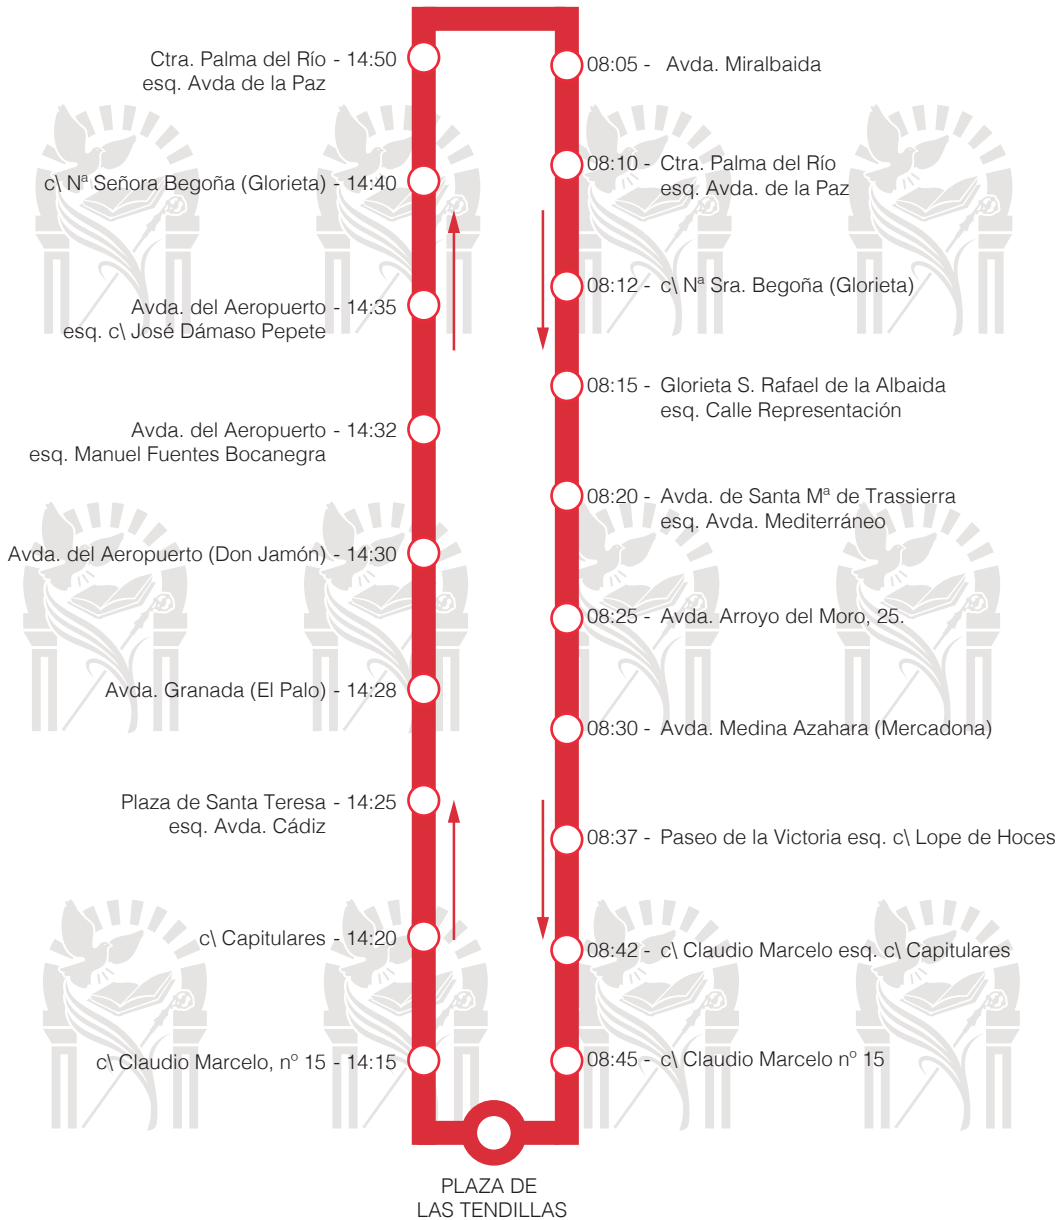 Ctra. Palma del Río - 14:50
esq. Avda de la Paz
c\ Nª Señora Begoña (Glorieta) - 14:40
Avda. del Aeropuerto - 14:35
esq. c\ José Dámaso Pepete
Avda. del Aeropuerto - 14:32
esq. Manuel Fuentes Bocanegra
Avda. del Aeropuerto (Don Jamón) - 14:30
Avda. Granada (El Palo) - 14:28
Plaza de Santa Teresa - 14:25
esq. Avda. Cádiz
c\ Capitulares - 14:20
c\ Claudio Marcelo, nº 15 - 14:15
08:05 - Avda. Miralbaida
08:10 - Ctra. Palma del Río
esq. Avda. de la Paz
08:12 - c\ Nª Sra. Begoña (Glorieta)
08:15 - Glorieta S. Rafael de la Albaida
esq. Calle Representación
08:20 - Avda. de Santa Mª de Trassierra
esq. Avda. Mediterráneo
08:25 - Avda. Arroyo del Moro, 25.
08:30 - Avda. Medina Azahara (Mercadona)
08:37 - Paseo de la Victoria esq. c\ Lope de Hoces
08:42 - c\ Claudio Marcelo esq. c\ Capitulares
08:45 - c\ Claudio Marcelo nº 15
PLAZA DE
LAS TENDILLAS